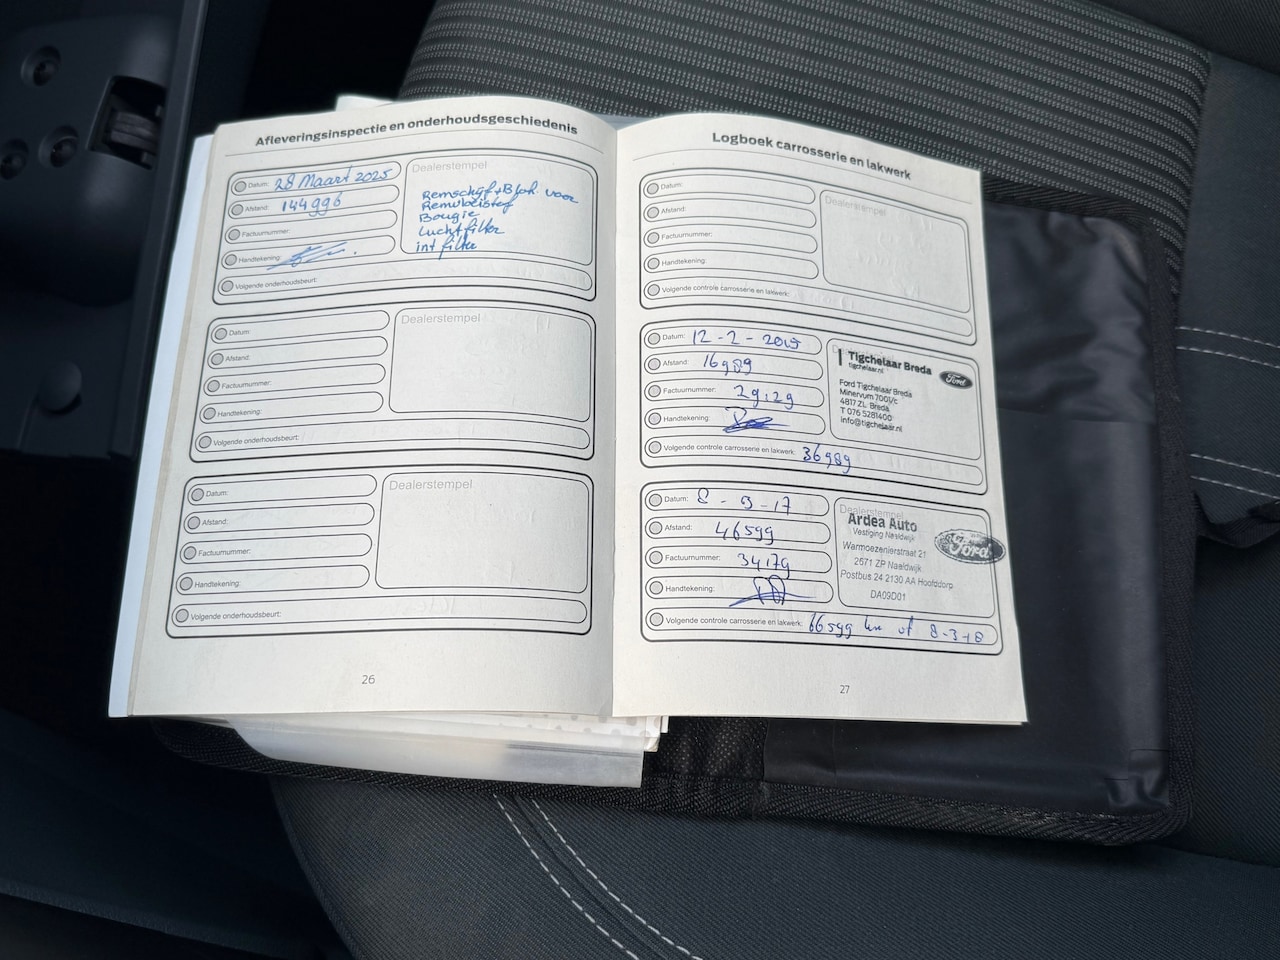 Afleveringsinspectie en onderhoudsgeschiedenis
Datum: 28 Maart 2025
Afstand: 144996
Factuurnummer:
Handtekening:
Volgende onderhoudsbeurt:
Dealerstempel
Remschijf + Blok. voor
Remvloeistof
Bougie
Luchtfilter
int filter
Datum:
Afstand:
Factuurnummer:
Handtekening:
Volgende onderhoudsbeurt:
Dealerstempel
Datum:
Afstand:
Factuurnummer:
Handtekening:
Volgende onderhoudsbeurt:
Dealerstempel
26
Logboek carrosserie en lakwerk
Datum:
Afstand:
Factuurnummer:
Handtekening:
Volgende controle carrosserie en lakwerk:
Dealerstempel
Datum: 12-2-
Afstand: 16989
Factuurnummer: 29129
Handtekening:
Volgende controle carrosserie en lakwerk: 36989
Tigchelaar Breda
tigchelaar.nl
Ford
Ford Tigchelaar Breda
Minervum 7001/c
4817 ZL Breda
T 076 5281400
info@tigchelaar.nl
Datum: 8-3-17
Afstand: 46599
Factuurnummer: 34179
Handtekening:
Volgende controle carrosserie en lakwerk: 66599 km of 8-3-18
Dealerstempel
Ardea Auto
Vestiging Naaldwijk
Ford
Warmoezenierstraat 21
2671 ZP Naaldwijk
Postbus 24 2130 AA Hoofddorp
DA09D01
27